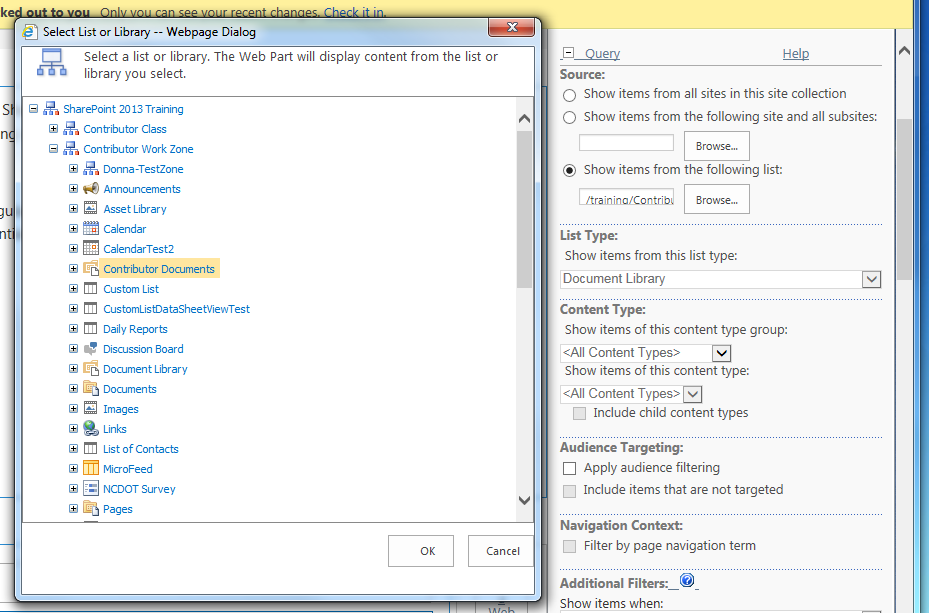 ked out to you Only you can see your recent changes. Check it in.
Select List or Library -- Webpage Dialog
Select a list or library. The Web Part will display content from the list or
library you select.
SharePoint 2013 Training
Contributor Class
Contributor Work Zone
Donna-TestZone
Announcements
Asset Library
Calendar
CalendarTest2
Contributor Documents
Custom List
CustomListDataSheetViewTest
Daily Reports
Discussion Board
Document Library
Documents
Images
Links
List of Contacts
MicroFeed
NCDOT Survey
Pages
OK
Cancel
Query
Help
Source:
Show items from all sites in this site collection
Show items from the following site and all subsites:
Browse...
Show items from the following list:
/training/Contribu
Browse...
List Type:
Show items from this list type:
Document Library
Content Type:
Show items of this content type group:
<All Content Types>
Show items of this content type:
<All Content Types>
Include child content types
Audience Targeting:
Apply audience filtering
Include items that are not targeted
Navigation Context:
Filter by page navigation term
Additional Filters:
Show items when:
Web